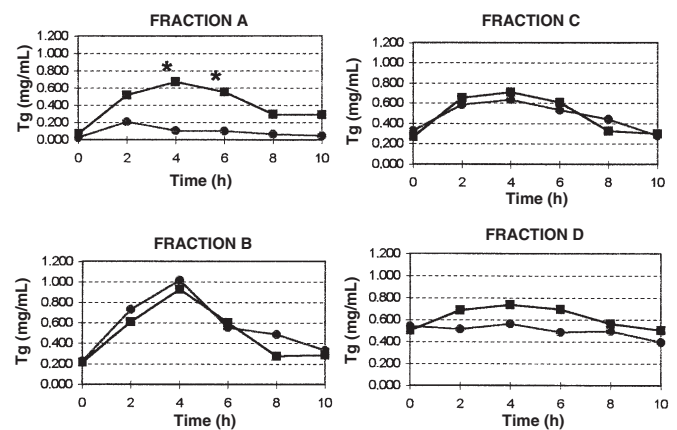 FRACTION A
1.200
1.000
0.800
0.600
0.400
0.200
0.000
Tg (mg/mL)
* *
0 2 4 6 8 10
Time (h)
FRACTION C
1.200
1.000
0.800
0.600
0.400
0,200
0,000
Tg (mg/mL)
0 2 4 6 8 10
Time (h)
FRACTION B
1.200
1.000
0.800
0.600
0.400
0.200
0.000
Tg (mg/mL)
0 2 4 6 8 10
Time (h)
FRACTION D
1.200
1.000
0.800
0.600
0.400
0.200
0.000
Tg (mg/mL)
0 2 4 6 8 10
Time (h)